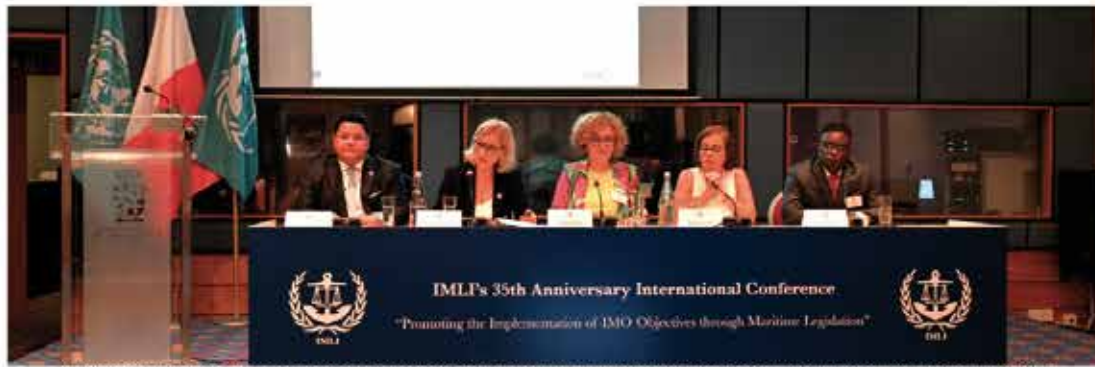 IMLI's 35th Anniversary International Conference
"Promoting the Implementation of IMO Objectives through Maritime Legislation"
IMLI
IMLI